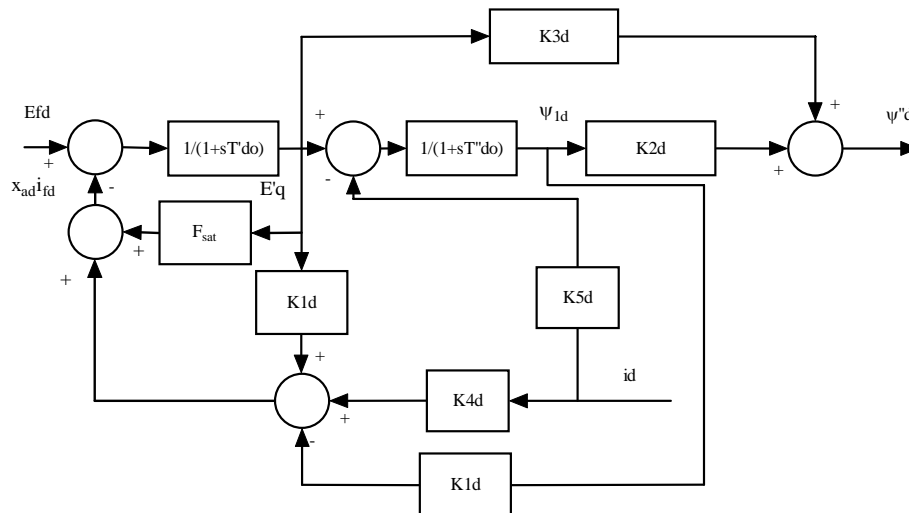 K3d
+
Efd
+
ψ1d
ψ"d
1/(1+sT'do)
1/(1+sT"do)
K2d
+
-
-
+
xadifd
E'q
Fsat
+
+
K1d
K5d
+
id
K4d
+
-
K1d